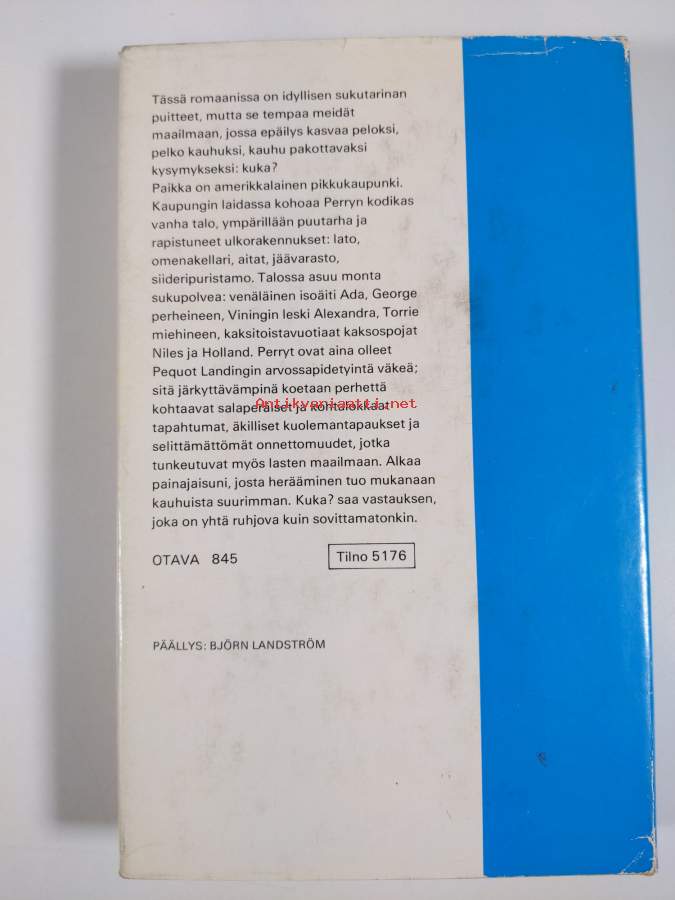 Tässä romaanissa on idyllisen sukutarinan
puitteet, mutta se tempaa meidät
maailmaan, jossa epäilys kasvaa peloksi,
pelko kauhuksi, kauhu pakottavaksi
kysymykseksi: kuka?
Paikka on amerikkalainen pikkukaupunki.
Kaupungin laidassa kohoaa Perryn kodikas
vanha talo, ympärillään puutarha ja
rapistuneet ulkorakennukset: lato,
omenakellari, aitat, jäävarasto,
siideripuristamo. Talossa asuu monta
sukupolvea: venäläinen isoäiti Ada, George
perheineen, Viningin leski Alexandra, Torrie
miehineen, kaksitoistavuotiaat kaksospojat
Niles ja Holland. Perryt ovat aina olleet
Pequot Landingin arvossapidetyintä väkeä;
sitä järkyttävämpinä koetaan perhettä
kohtaavat salaperäiset ja kohtalokkaat
Antikvariantti.net
tapahtumat, äkilliset kuolemantapaukset ja
selittämättömät onnettomuudet, jotka
tunkeutuvat myös lasten maailmaan. Alkaa
painajaisuni, josta herääminen tuo mukanaan
kauhuista suurimman. Kuka? saa vastauksen,
joka on yhtä ruhjova kuin sovittamatonkin.
OTAVA 845 Tilno 5176
PÄÄLLYS: BJÖRN LANDSTRÖM